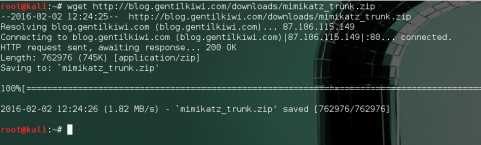 root@kali:~# wget http://blog.gentilkiwi.com/downloads/mimikatz_trunk.zip
--2016-02-02 12:24:25--  http://blog.gentilkiwi.com/downloads/mimikatz_trunk.zip
Resolving blog.gentilkiwi.com (blog.gentilkiwi.com)... 87.106.115.149
Connecting to blog.gentilkiwi.com (blog.gentilkiwi.com)|87.106.115.149|:80... connected.
HTTP request sent, awaiting response... 200 OK
Length: 762976 (745K) [application/zip]
Saving to: `mimikatz_trunk.zip'
100%[==============================================================================
2016-02-02 12:24:26 (1.82 MB/s) - `mimikatz_trunk.zip' saved [762976/762976]
root@kali:~#